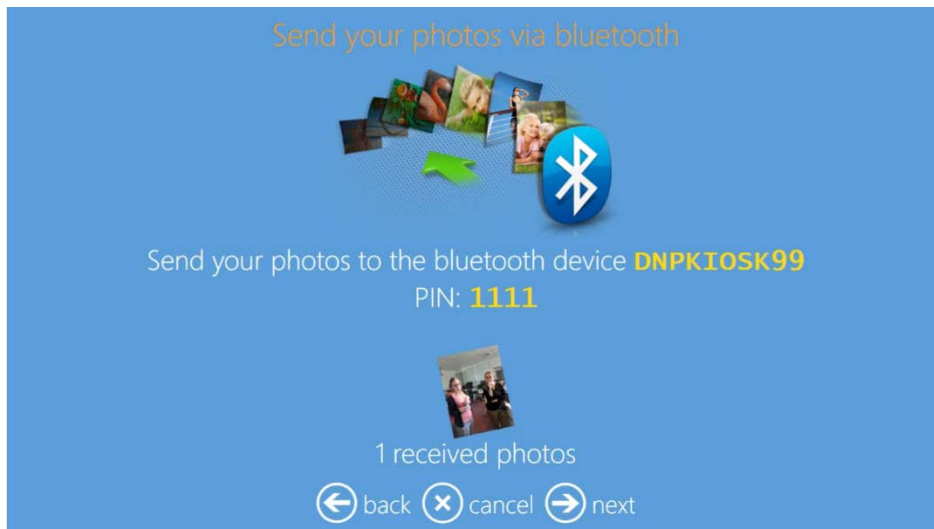 Send your photos via bluetooth
Send your photos to the bluetooth device DNPKIOSK99
PIN: 1111
1 received photos
back cancel next